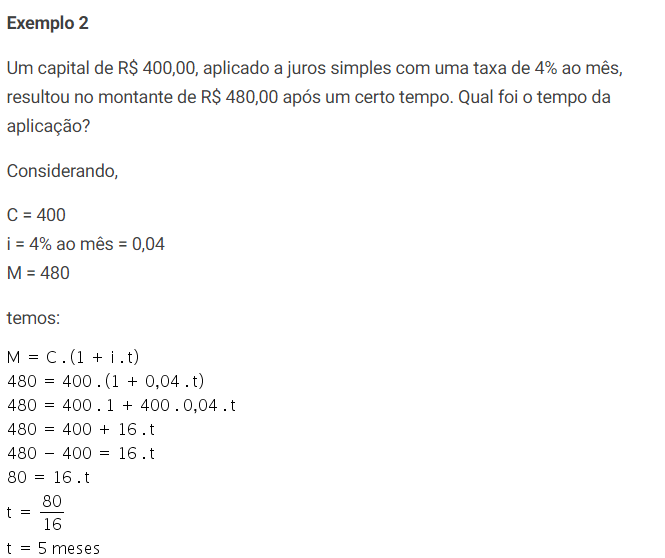 Exemplo 2
Um capital de R$ 400,00, aplicado a juros simples com uma taxa de 4% ao mês,
resultou no montante de R$ 480,00 após um certo tempo. Qual foi o tempo da
aplicação?
Considerando,
C = 400
i = 4% ao mês = 0,04
M = 480
temos:
M = C . (1 + i . t)
480 = 400 . (1 + 0,04 . t)
480 = 400 . 1 + 400 . 0,04 . t
480 = 400 + 16 . t
480 − 400 = 16 . t
80 = 16 . t
t = 80/16
t = 5 meses